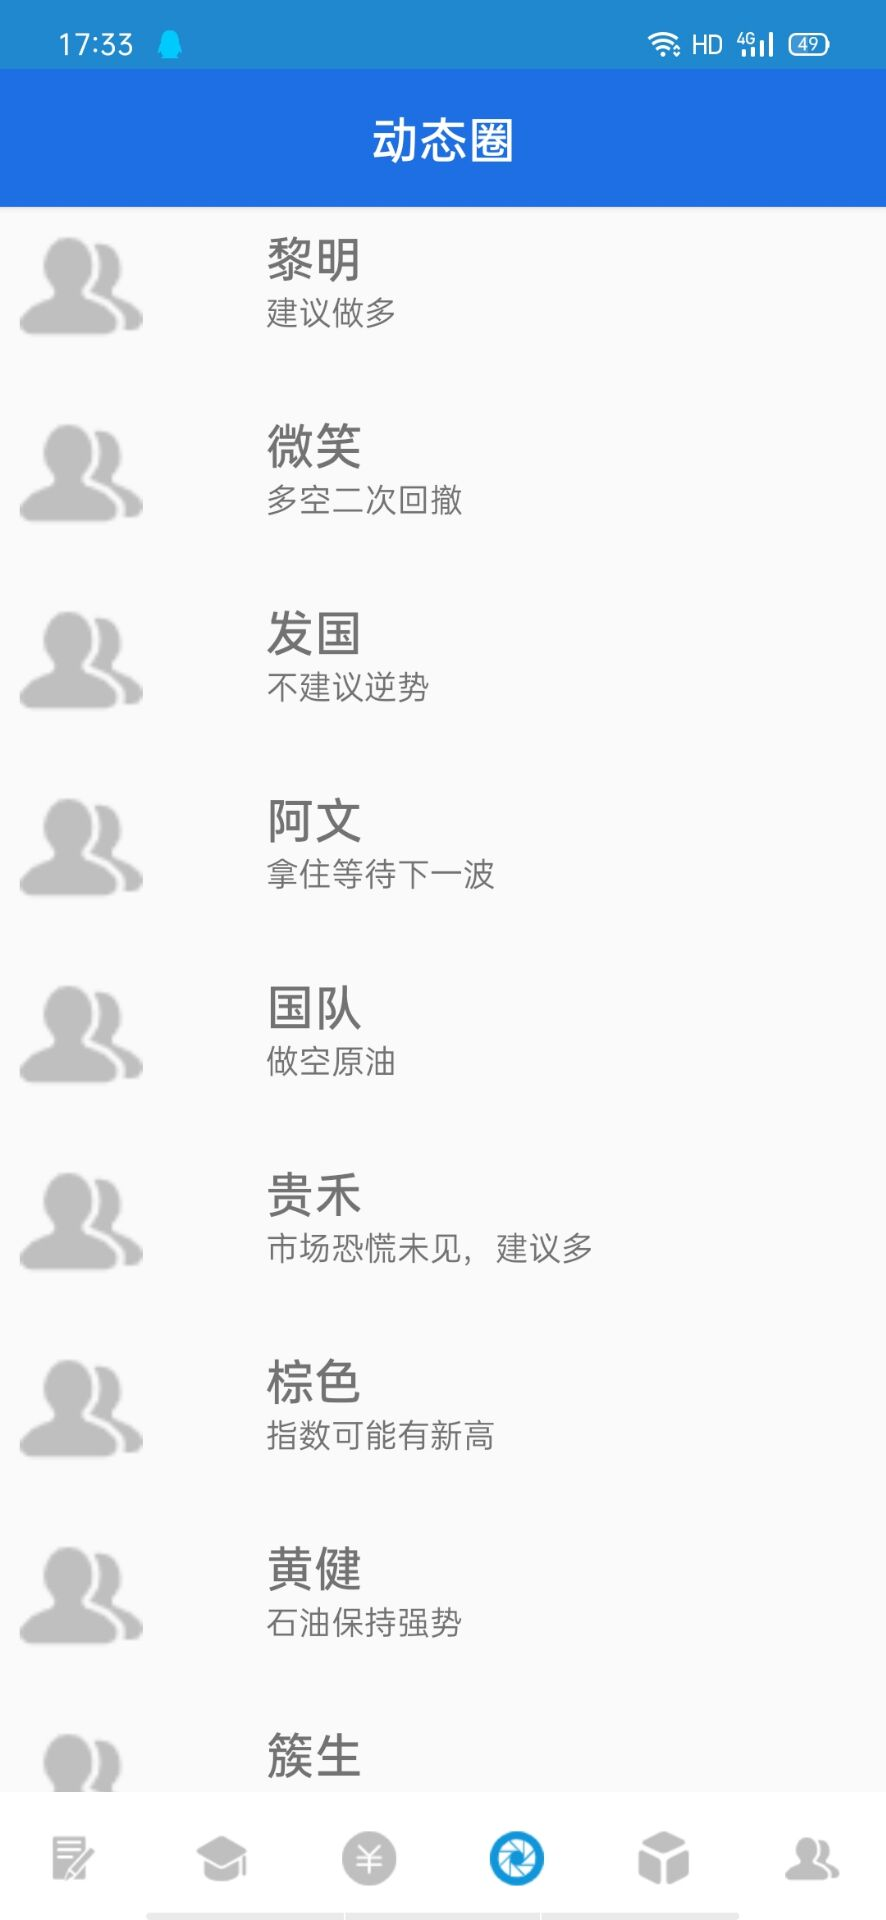 17:33 HD 4G 49
动态圈
黎明
建议做多
微笑
多空二次回撤
发国
不建议逆势
阿文
拿住等待下一波
国队
做空原油
贵禾
市场恐慌未见，建议多
棕色
指数可能有新高
黄健
石油保持强势
簇生
¥